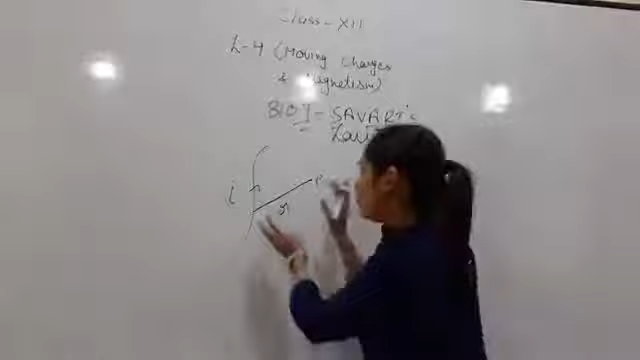 Class - XII
L-4 (Moving Charges
& Magnetism)
BIOT - SAVART'S
Law
i
r
P